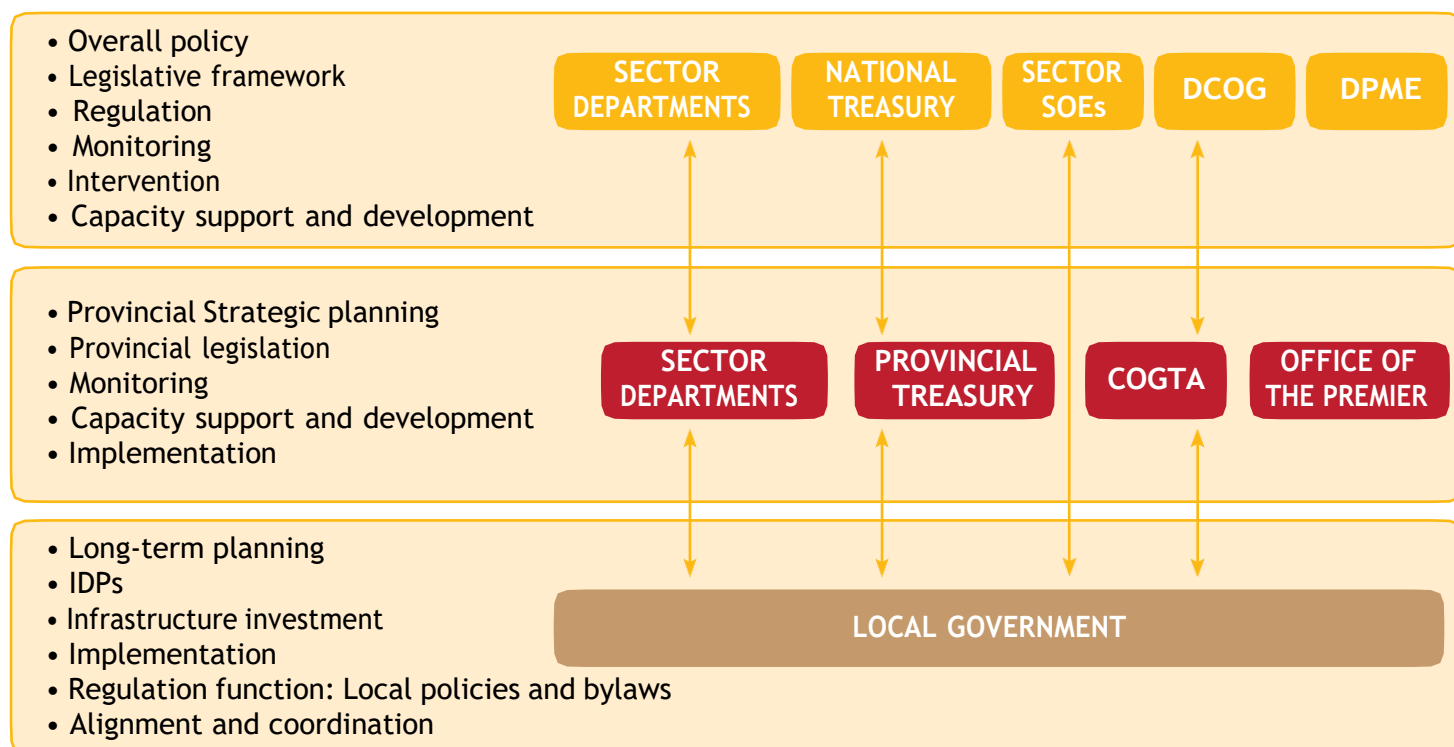 • Overall policy
• Legislative framework
• Regulation
• Monitoring
• Intervention
• Capacity support and development
SECTOR
DEPARTMENTS
NATIONAL
TREASURY
SECTOR
SOEs
DCOG
DPME
• Provincial Strategic planning
• Provincial legislation
• Monitoring
• Capacity support and development
• Implementation
SECTOR
DEPARTMENTS
PROVINCIAL
TREASURY
COGTA
OFFICE OF
THE PREMIER
• Long-term planning
• IDPs
• Infrastructure investment
• Implementation
• Regulation function: Local policies and bylaws
• Alignment and coordination
LOCAL GOVERNMENT